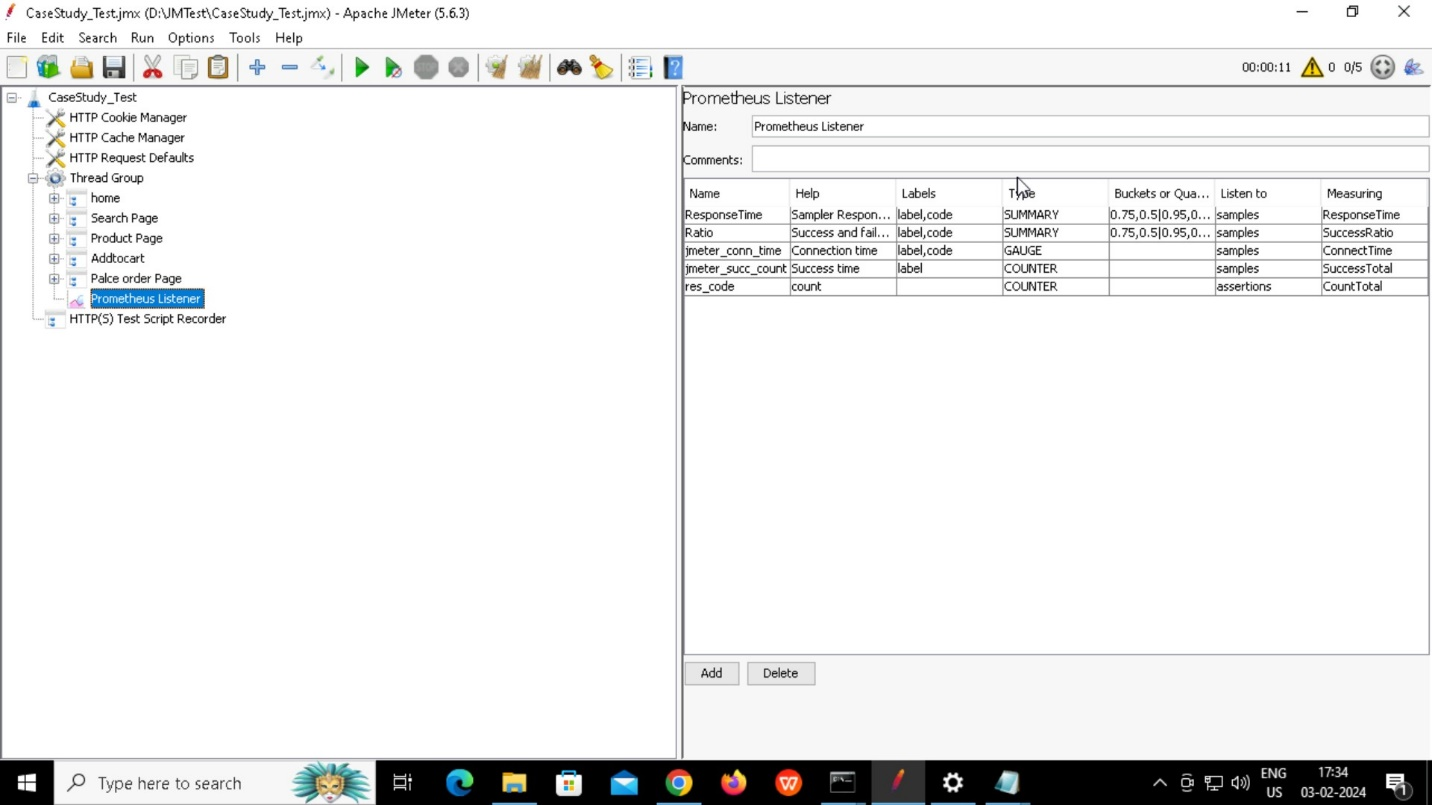 CaseStudy_Test.jmx (D:\JMTest\CaseStudy_Test.jmx) - Apache JMeter (5.6.3)
File Edit Search Run Options Tools Help
STOP
00:00:11 0 0/5
CaseStudy_Test
HTTP Cookie Manager
HTTP Cache Manager
HTTP Request Defaults
Thread Group
home
Search Page
Product Page
Addtocart
Palce order Page
Prometheus Listener
HTTP(S) Test Script Recorder
Prometheus Listener
Name: Prometheus Listener
Comments:
Name Help Labels Type Buckets or Qua... Listen to Measuring
ResponseTime Sampler Respon... label,code SUMMARY 0.75,0.5|0.95,0... samples ResponseTime
Ratio Success and fail... label,code SUMMARY 0.75,0.5|0.95,0... samples SuccessRatio
jmeter_conn_time Connection time label,code GAUGE samples ConnectTime
jmeter_succ_count Success time label COUNTER samples SuccessTotal
res_code count COUNTER assertions CountTotal
Add Delete
Type here to search
ENG
US
17:34
03-02-2024
1